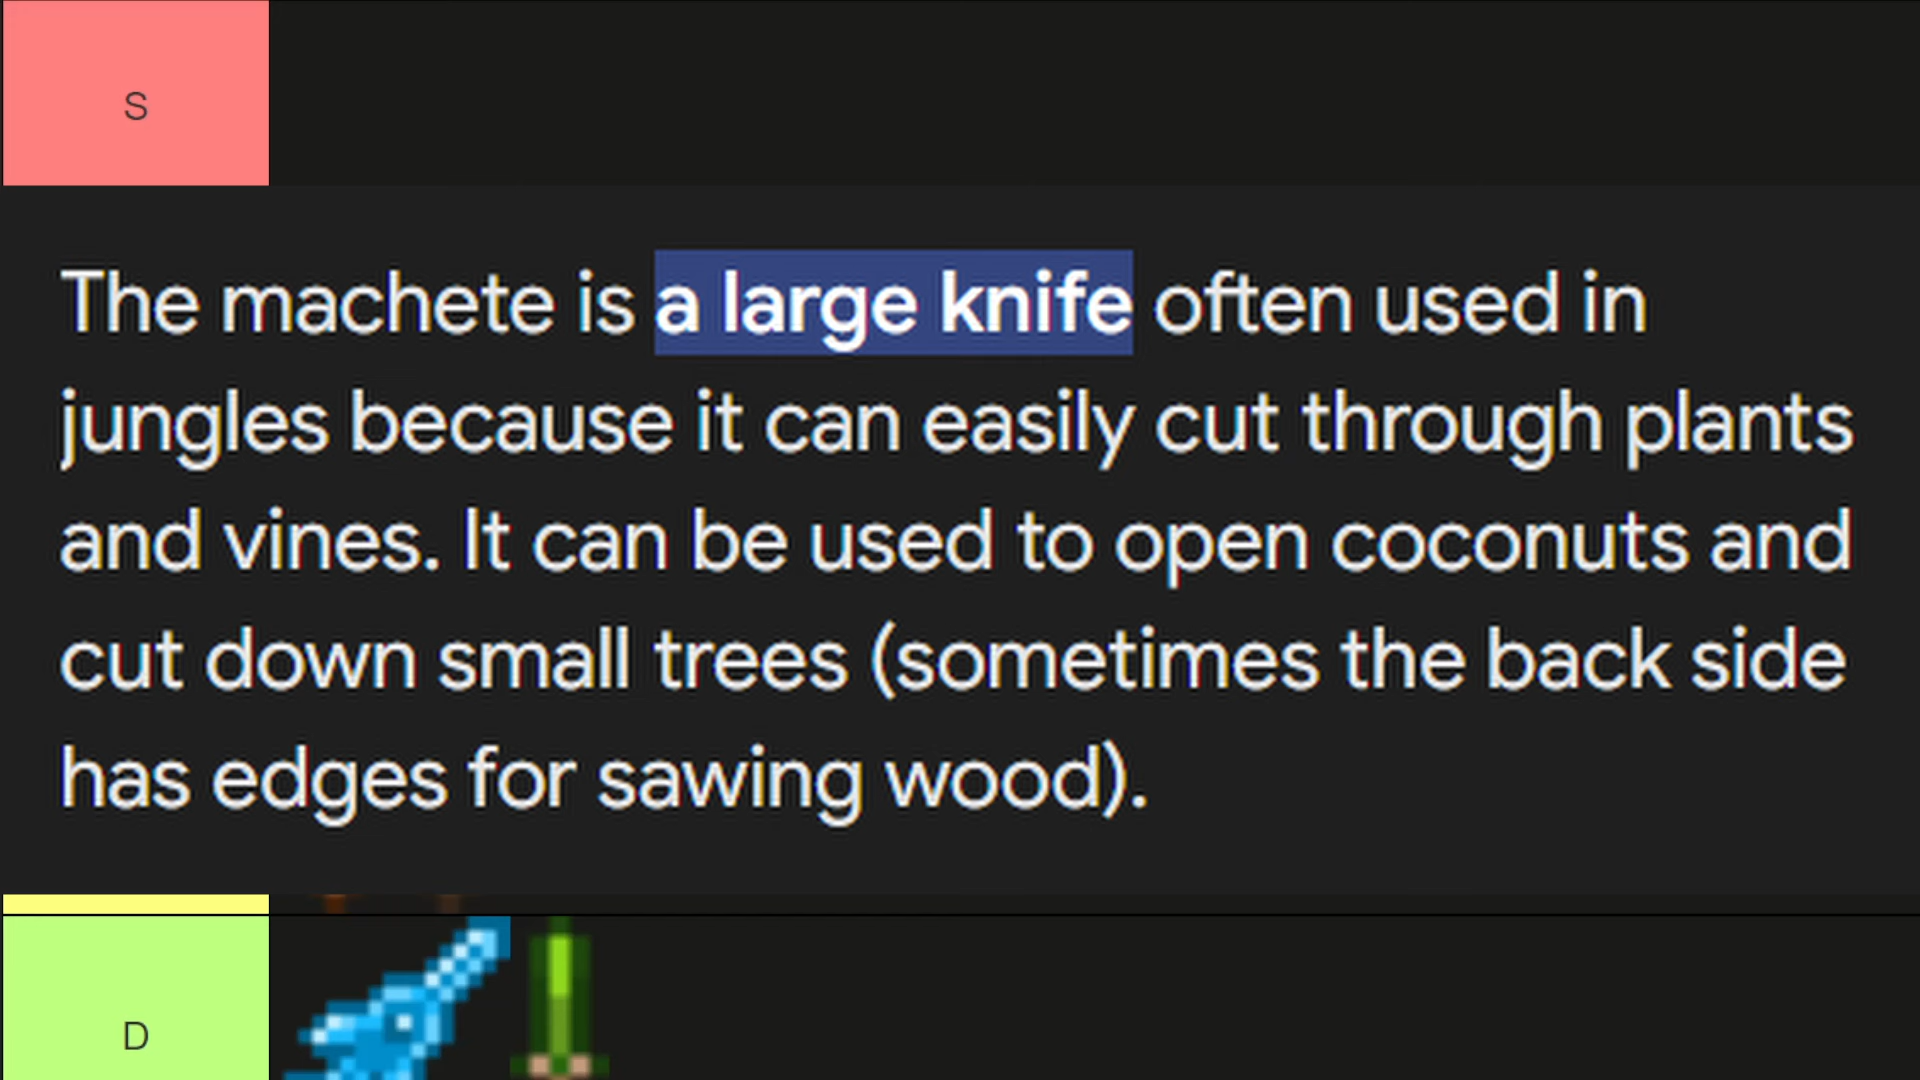 S
The machete is a large knife often used in
jungles because it can easily cut through plants
and vines. It can be used to open coconuts and
cut down small trees (sometimes the back side
has edges for sawing wood).
D